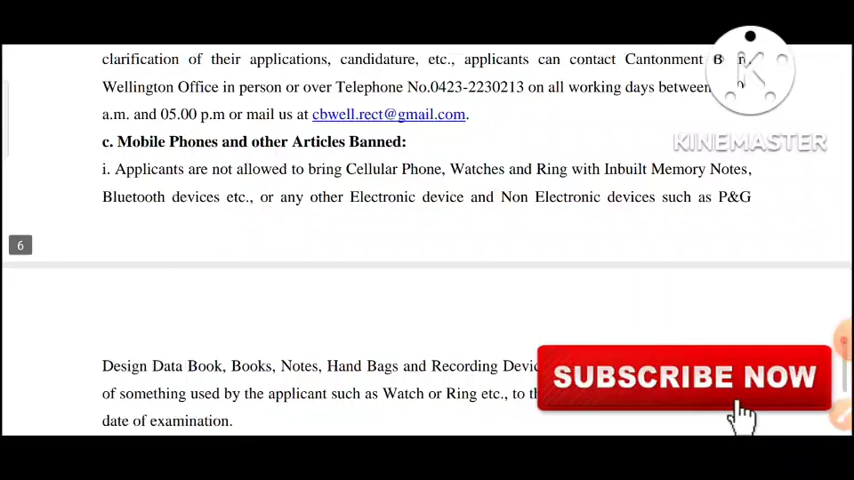 clarification of their applications, candidature, etc., applicants can contact Cantonment
Wellington Office in person or over Telephone No.0423-2230213 on all working days between
a.m. and 05.00 p.m or mail us at cbwell.rect@gmail.com.
KINEMASTER
c. Mobile Phones and other Articles Banned:
i. Applicants are not allowed to bring Cellular Phone, Watches and Ring with Inbuilt Memory Notes,
Bluetooth devices etc., or any other Electronic device and Non Electronic devices such as P&G
6
Design Data Book, Books, Notes, Hand Bags and Recording
SUBSCRIBE NOW
of something used by the applicant such as Watch or Ring etc., to
date of examination.